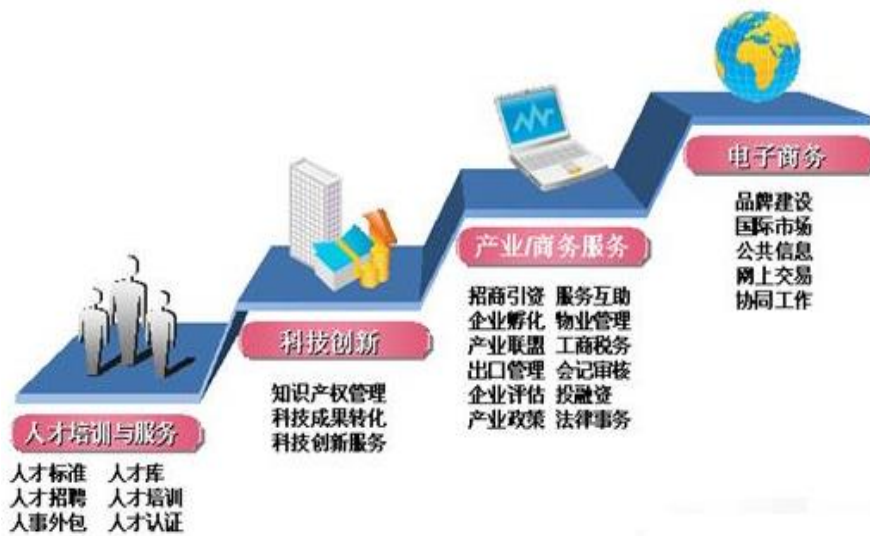 电子商务
品牌建设
国际市场
公共信息
网上交易
协同工作
产业/商务服务
招商引资 服务互助
企业孵化 物业管理
产业联盟 工商税务
出口管理 会记审核
企业评估 投融资
产业政策 法律事务
科技创新
知识产权管理
科技成果转化
科技创新服务
人才培训与服务
人才标准 人才库
人才招聘 人才培训
人事外包 人才认证